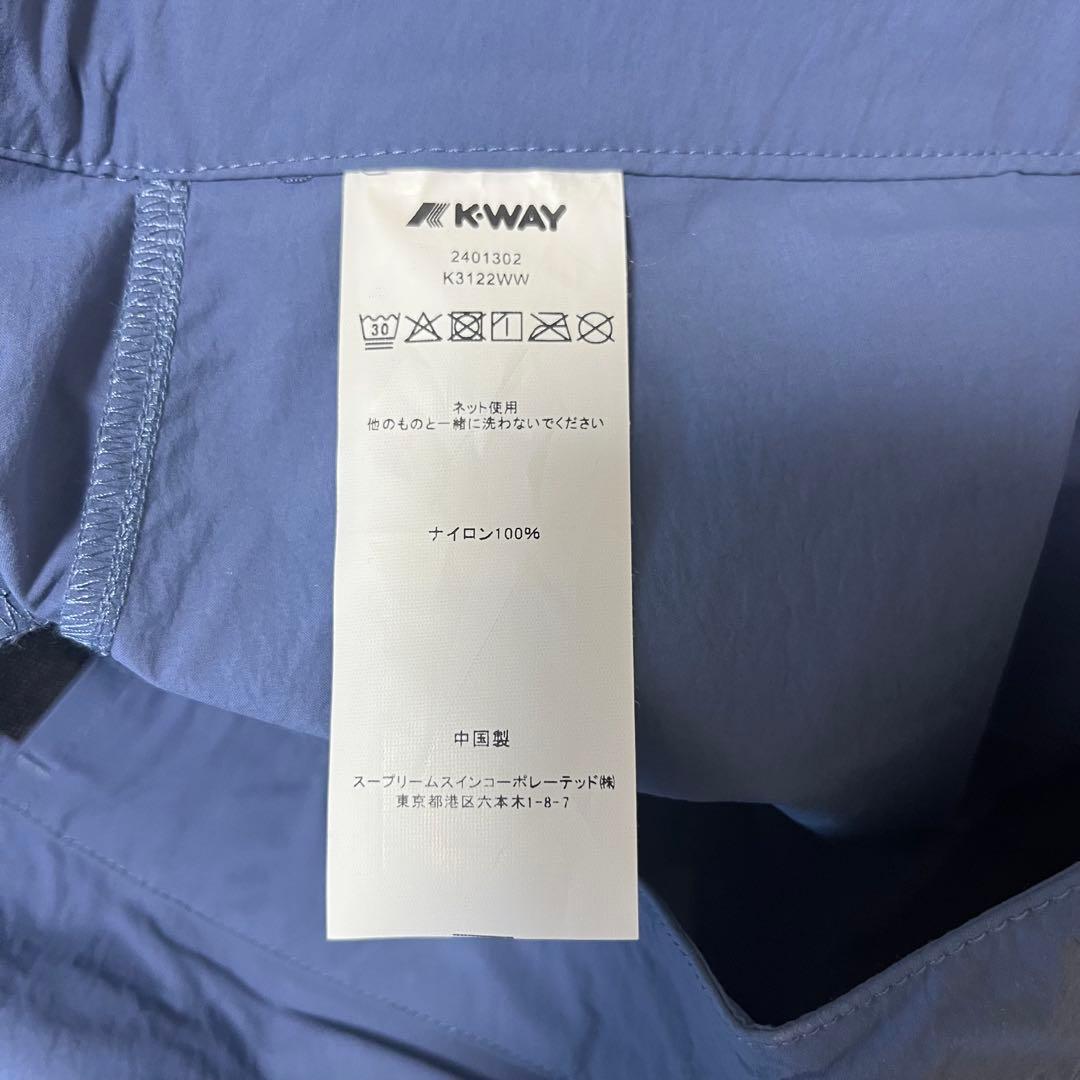 K·WAY
2401302
K3122WW
30
ネット使用
他のものと一緒に洗わないでください
ナイロン100%
中国製
スープリームスインコーポレーテッド㈱
東京都港区六本木1-8-7